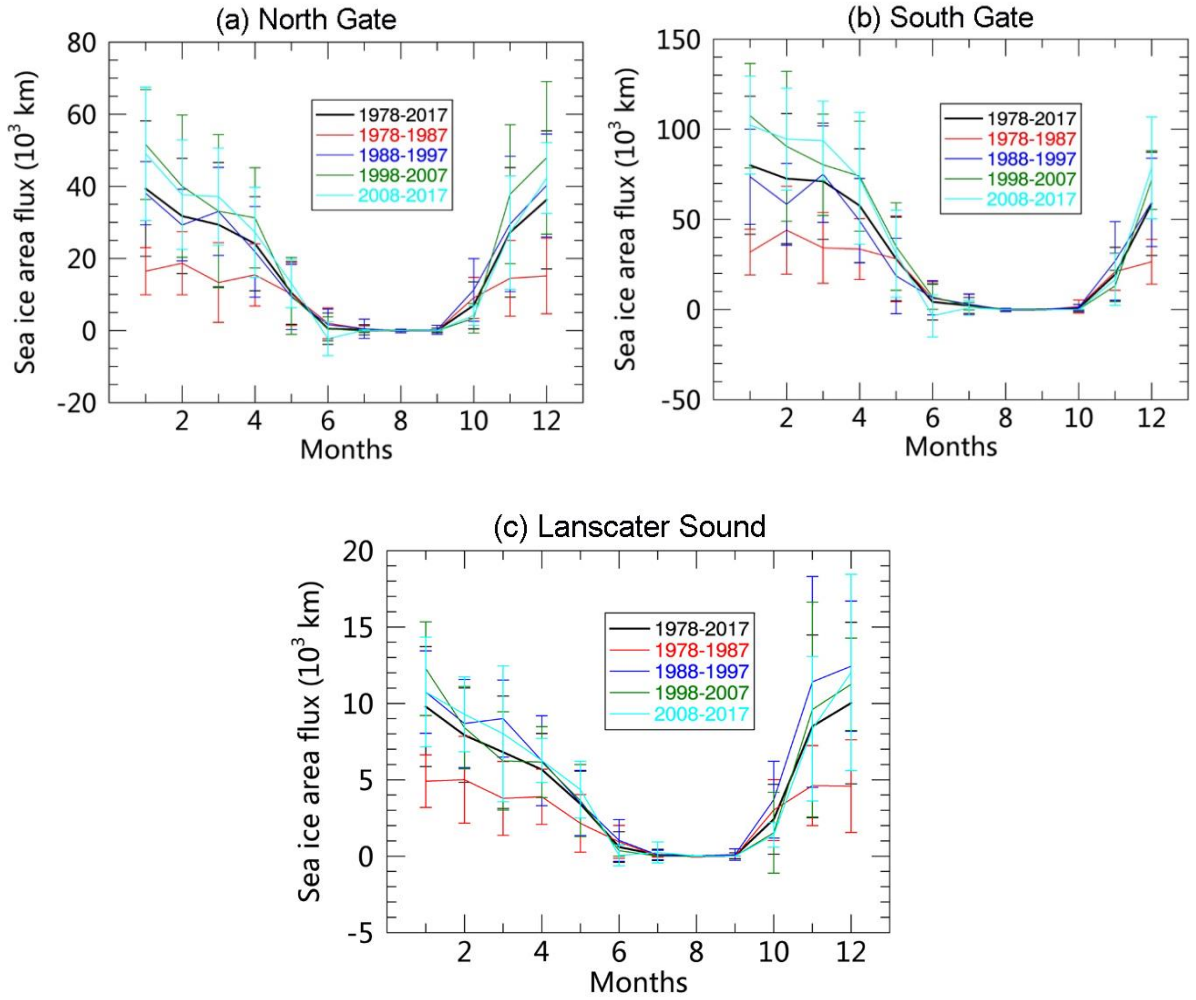 (a) North Gate
Sea ice area flux (10³ km)
80
60
40
20
0
-20
2 4 6 8 10 12
Months
1978-2017
1978-1987
1988-1997
1998-2007
2008-2017
(b) South Gate
Sea ice area flux (10³ km)
150
100
50
0
-50
2 4 6 8 10 12
Months
1978-2017
1978-1987
1988-1997
1998-2007
2008-2017
(c) Lanscater Sound
Sea ice area flux (10³ km)
20
15
10
5
0
-5
2 4 6 8 10 12
Months
1978-2017
1978-1987
1988-1997
1998-2007
2008-2017